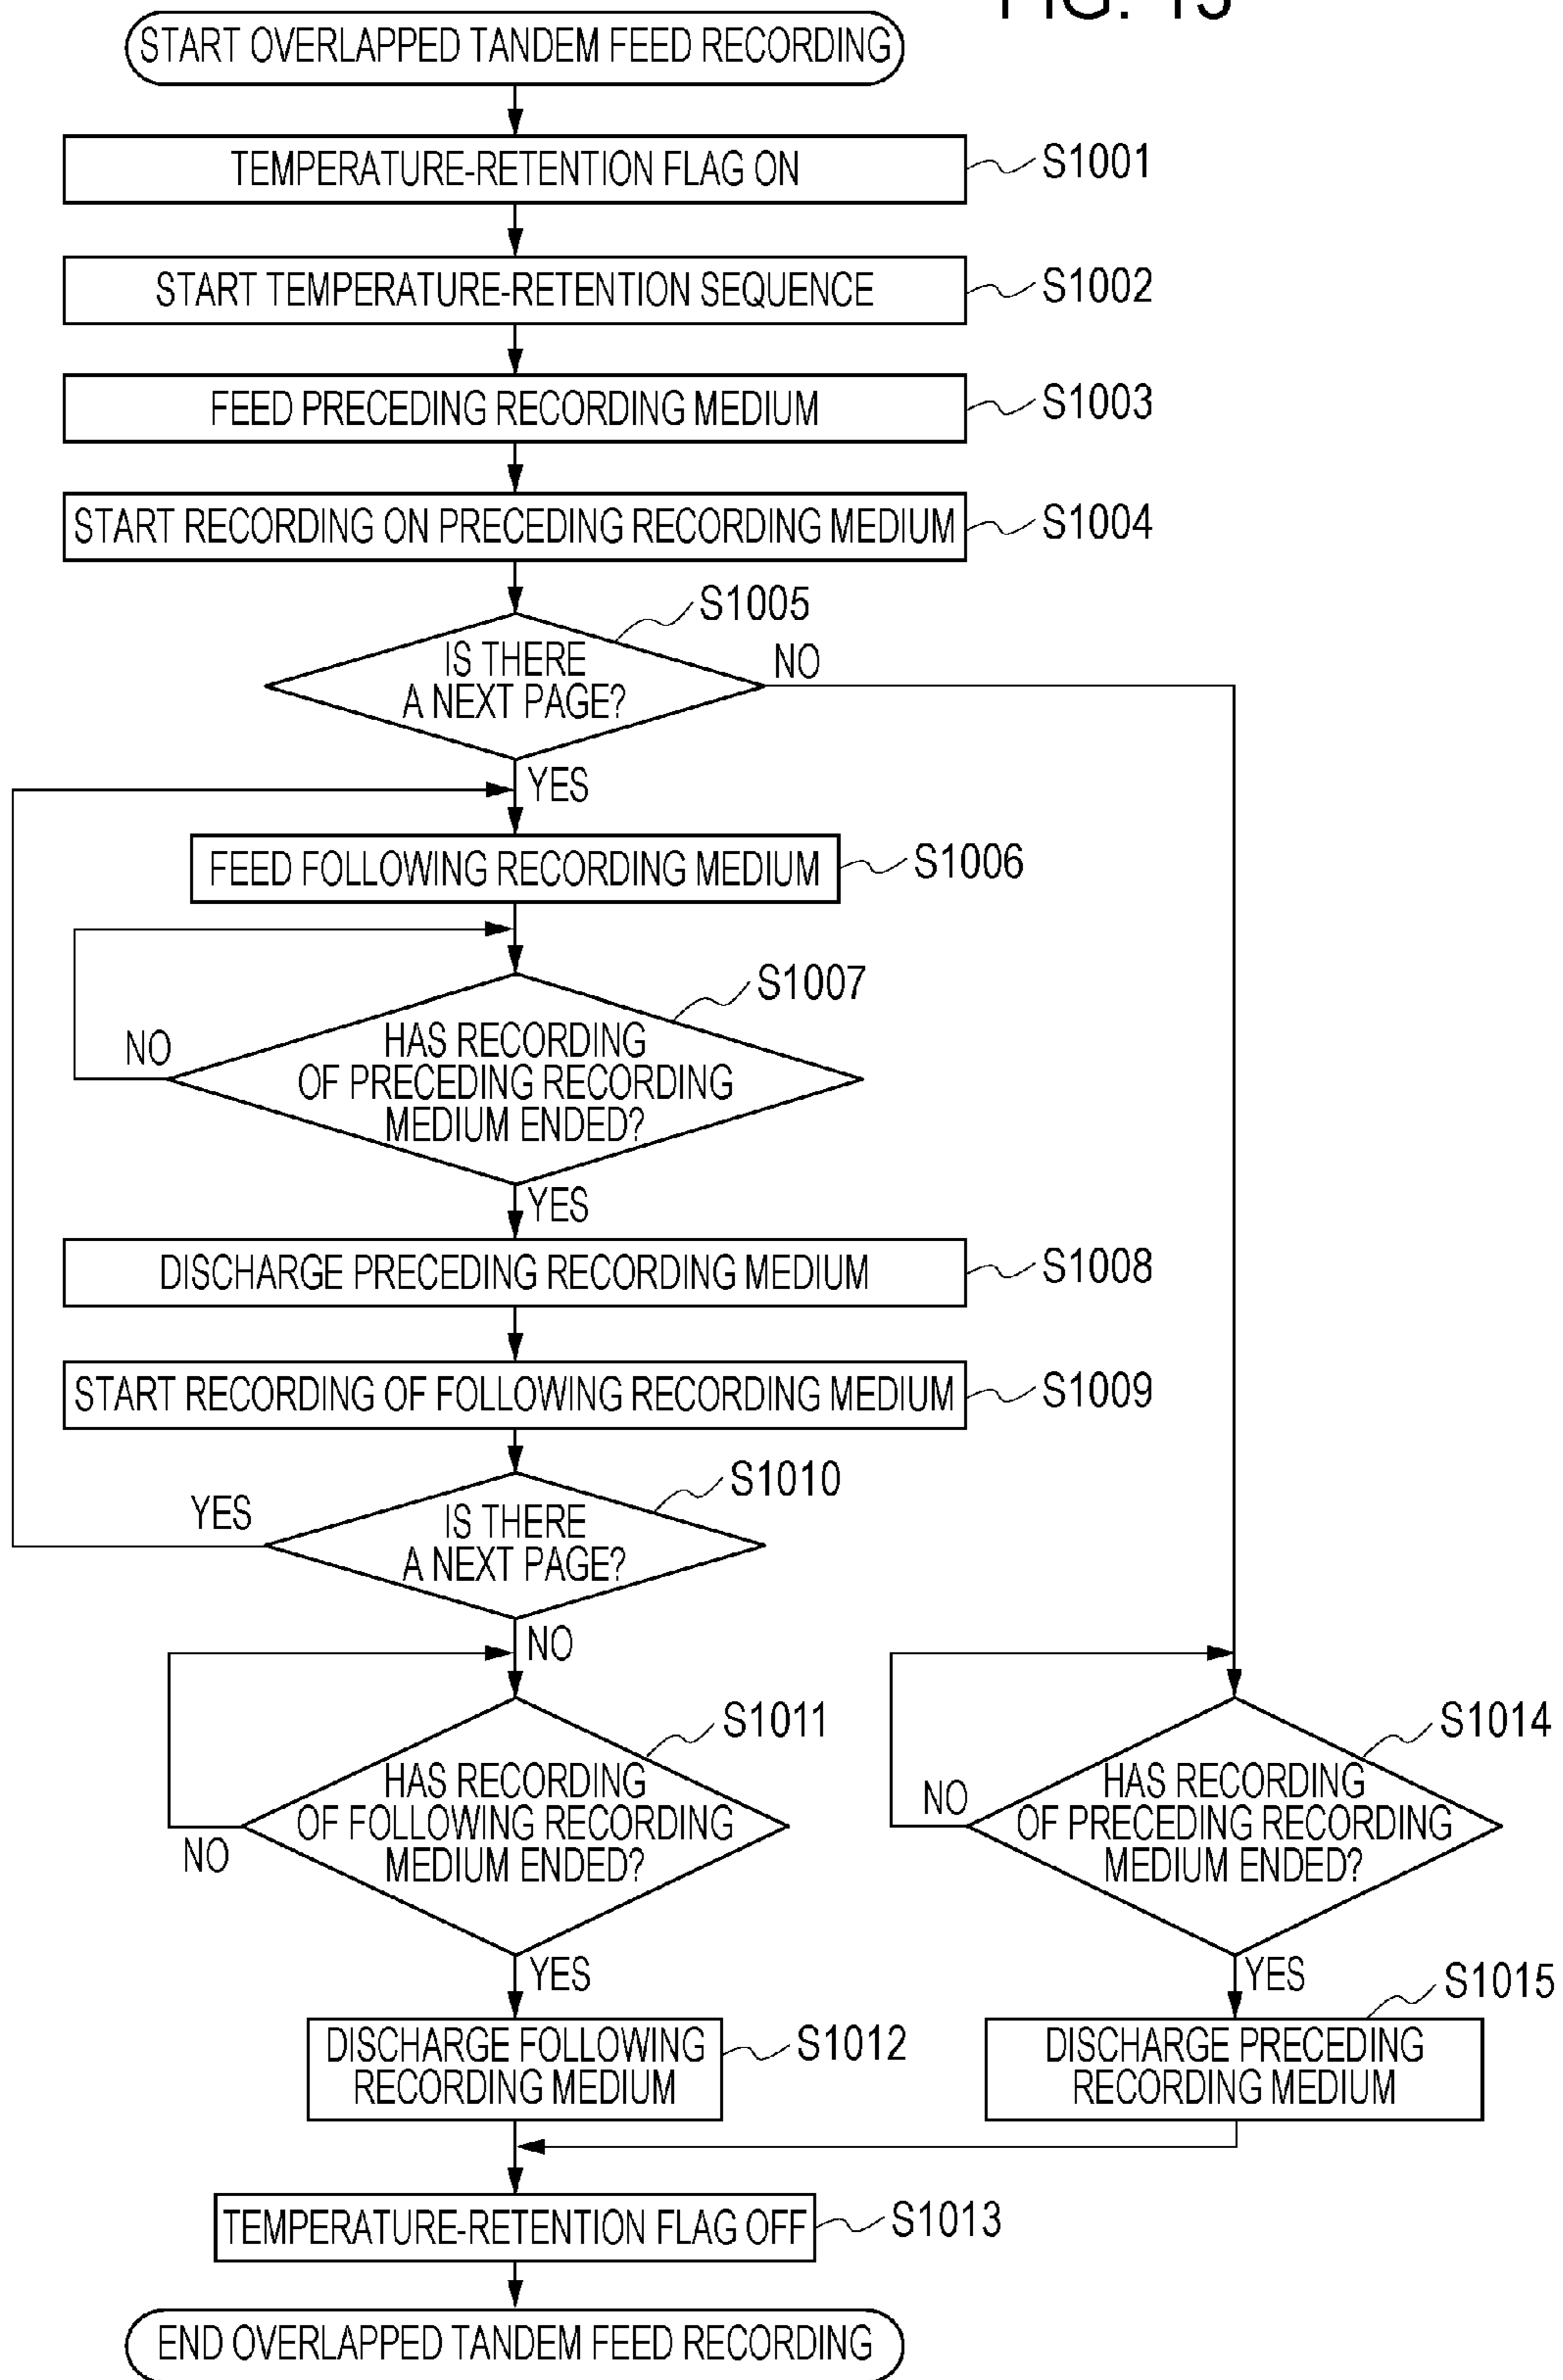 FIG.
START OVERLAPPED TANDEM FEED RECORDING
TEMPERATURE-RETENTION FLAG ON
S1001
START TEMPERATURE-RETENTION SEQUENCE
S1002
FEED PRECEDING RECORDING MEDIUM
S1003
START RECORDING ON PRECEDING RECORDING MEDIUM
S1004
S1005
IS THERE
A NEXT PAGE?
NO
YES
FEED FOLLOWING RECORDING MEDIUM
S1006
S1007
HAS RECORDING
OF PRECEDING RECORDING
MEDIUM ENDED?
NO
YES
DISCHARGE PRECEDING RECORDING MEDIUM
S1008
START RECORDING OF FOLLOWING RECORDING MEDIUM
S1009
S1010
IS THERE
A NEXT PAGE?
YES
NO
S1011
HAS RECORDING
OF FOLLOWING RECORDING
MEDIUM ENDED?
NO
YES
S1014
HAS RECORDING
OF PRECEDING RECORDING
MEDIUM ENDED?
NO
YES
DISCHARGE FOLLOWING
RECORDING MEDIUM
S1012
S1015
DISCHARGE PRECEDING
RECORDING MEDIUM
TEMPERATURE-RETENTION FLAG OFF
S1013
END OVERLAPPED TANDEM FEED RECORDING